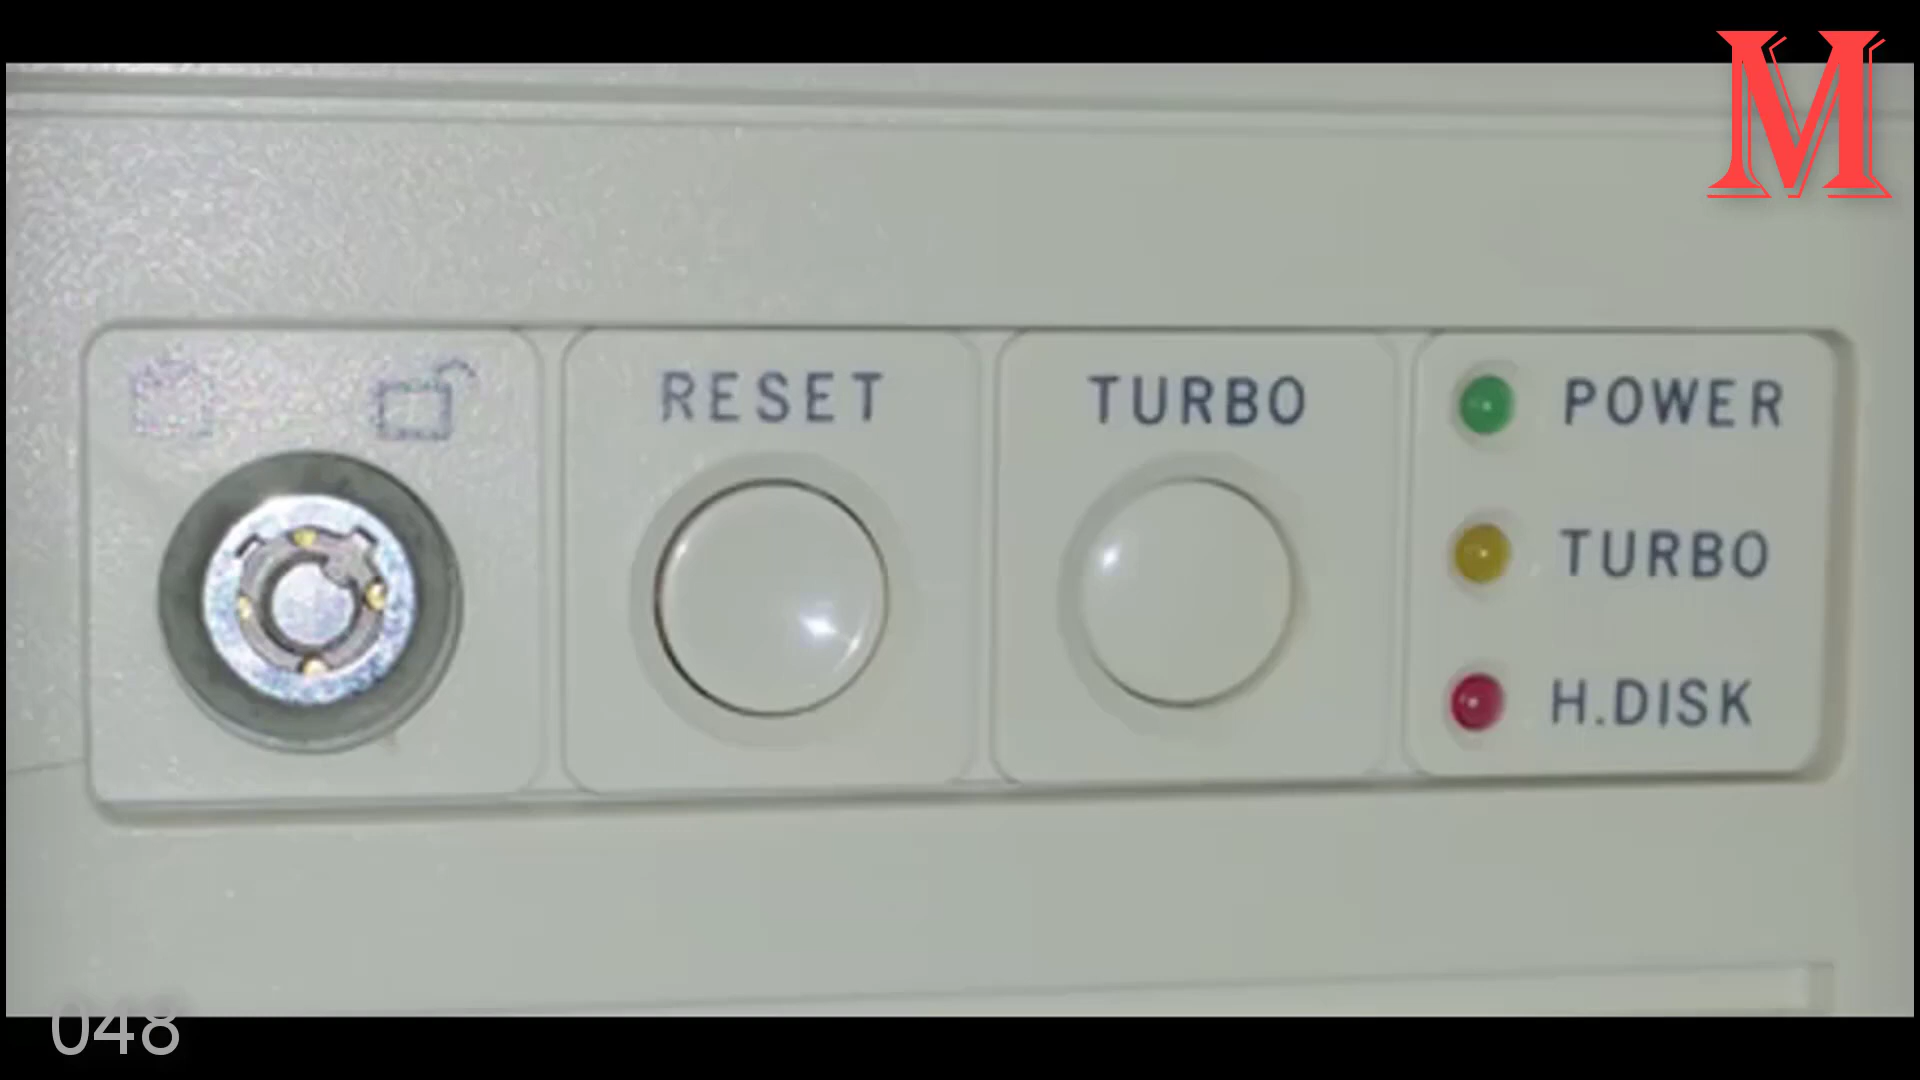 M
RESET
TURBO
POWER
TURBO
H.DISK
048